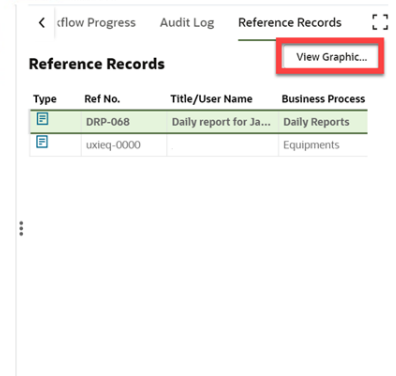 kflow Progress Audit Log Reference Records
View Graphic...
Reference Records
Type Ref No. Title/User Name Business Process
DRP-068 Daily report for Ja... Daily Reports
uxieq-0000 . Equipments